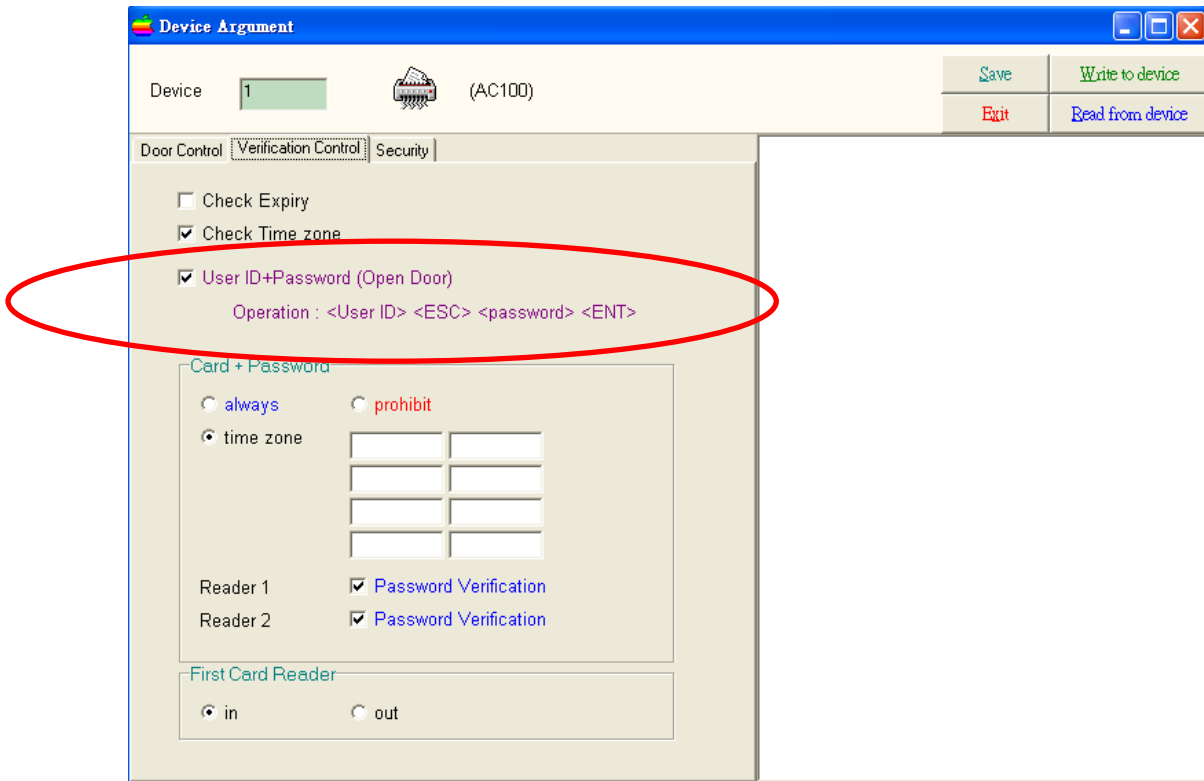 Device Argument
Device 1 (AC100)
Save Write to device
Exit Read from device
Door Control Verification Control Security
Check Expiry
Check Time zone
User ID+Password (Open Door)
Operation : <User ID> <ESC> <password> <ENT>
Card + Password
always prohibit
time zone
Reader 1 Password Verification
Reader 2 Password Verification
First Card Reader
in out